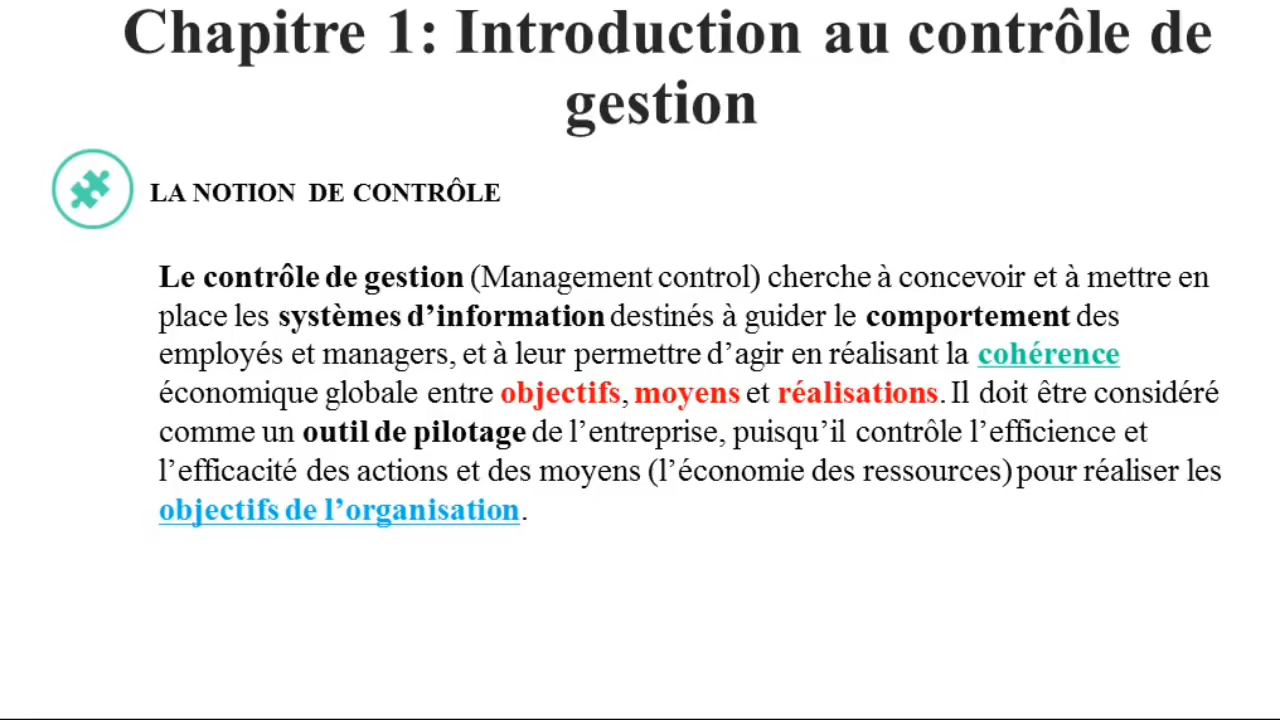 Chapitre 1: Introduction au contrôle de
gestion
LA NOTION DE CONTRÔLE
Le contrôle de gestion (Management control) cherche à concevoir et à mettre en
place les systèmes d’information destinés à guider le comportement des
employés et managers, et à leur permettre d’agir en réalisant la cohérence
économique globale entre objectifs, moyens et réalisations. Il doit être considéré
comme un outil de pilotage de l’entreprise, puisqu’il contrôle l’efficience et
l’efficacité des actions et des moyens (l’économie des ressources) pour réaliser les
objectifs de l’organisation.